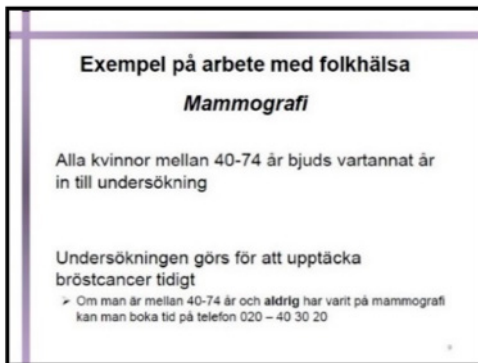 Exempel på arbete med folkhälsa
Mammografi
Alla kvinnor mellan 40-74 år bjuds vartannat år
in till undersökning
Undersökningen görs för att upptäcka
bröstcancer tidigt
➢ Om man är mellan 40-74 år och aldrig har varit på mammografi
kan man boka tid på telefon 020 – 40 30 20